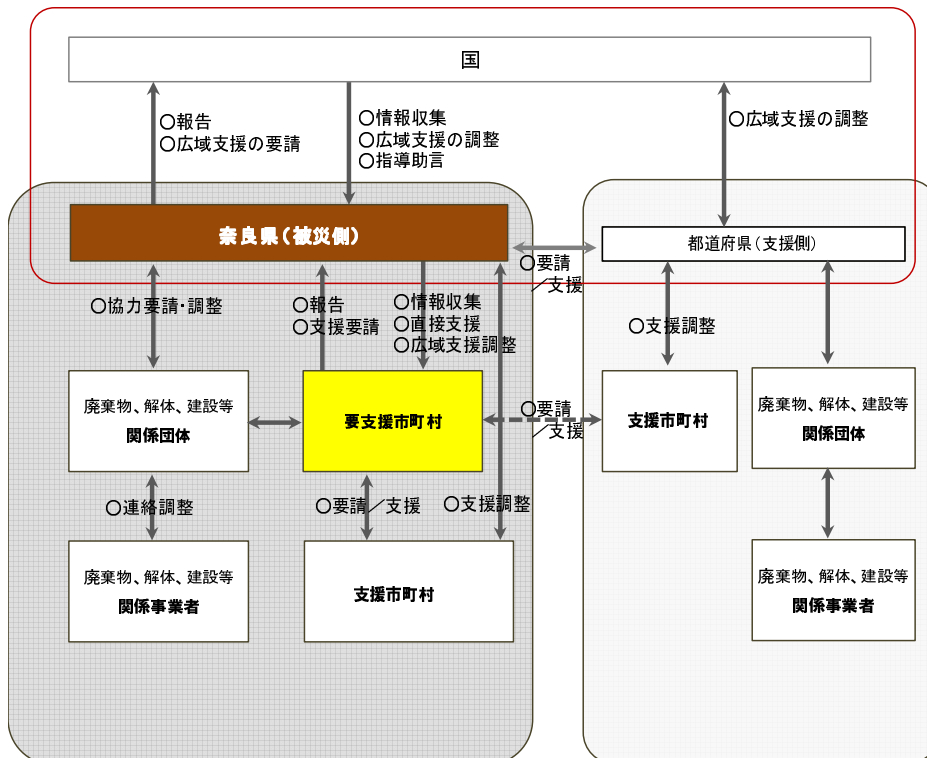 国
○報告
○広域支援の要請
○情報収集
○広域支援の調整
○指導助言
○広域支援の調整
奈良県(被災側)
都道府県(支援側)
○要請
/支援
○協力要請・調整
○報告
○支援要請
○情報収集
○直接支援
○広域支援調整
○支援調整
廃棄物、解体、建設等
関係団体
要支援市町村
○要請
/支援
支援市町村
廃棄物、解体、建設等
関係団体
○連絡調整
○要請/支援
○支援調整
廃棄物、解体、建設等
関係事業者
支援市町村
廃棄物、解体、建設等
関係事業者